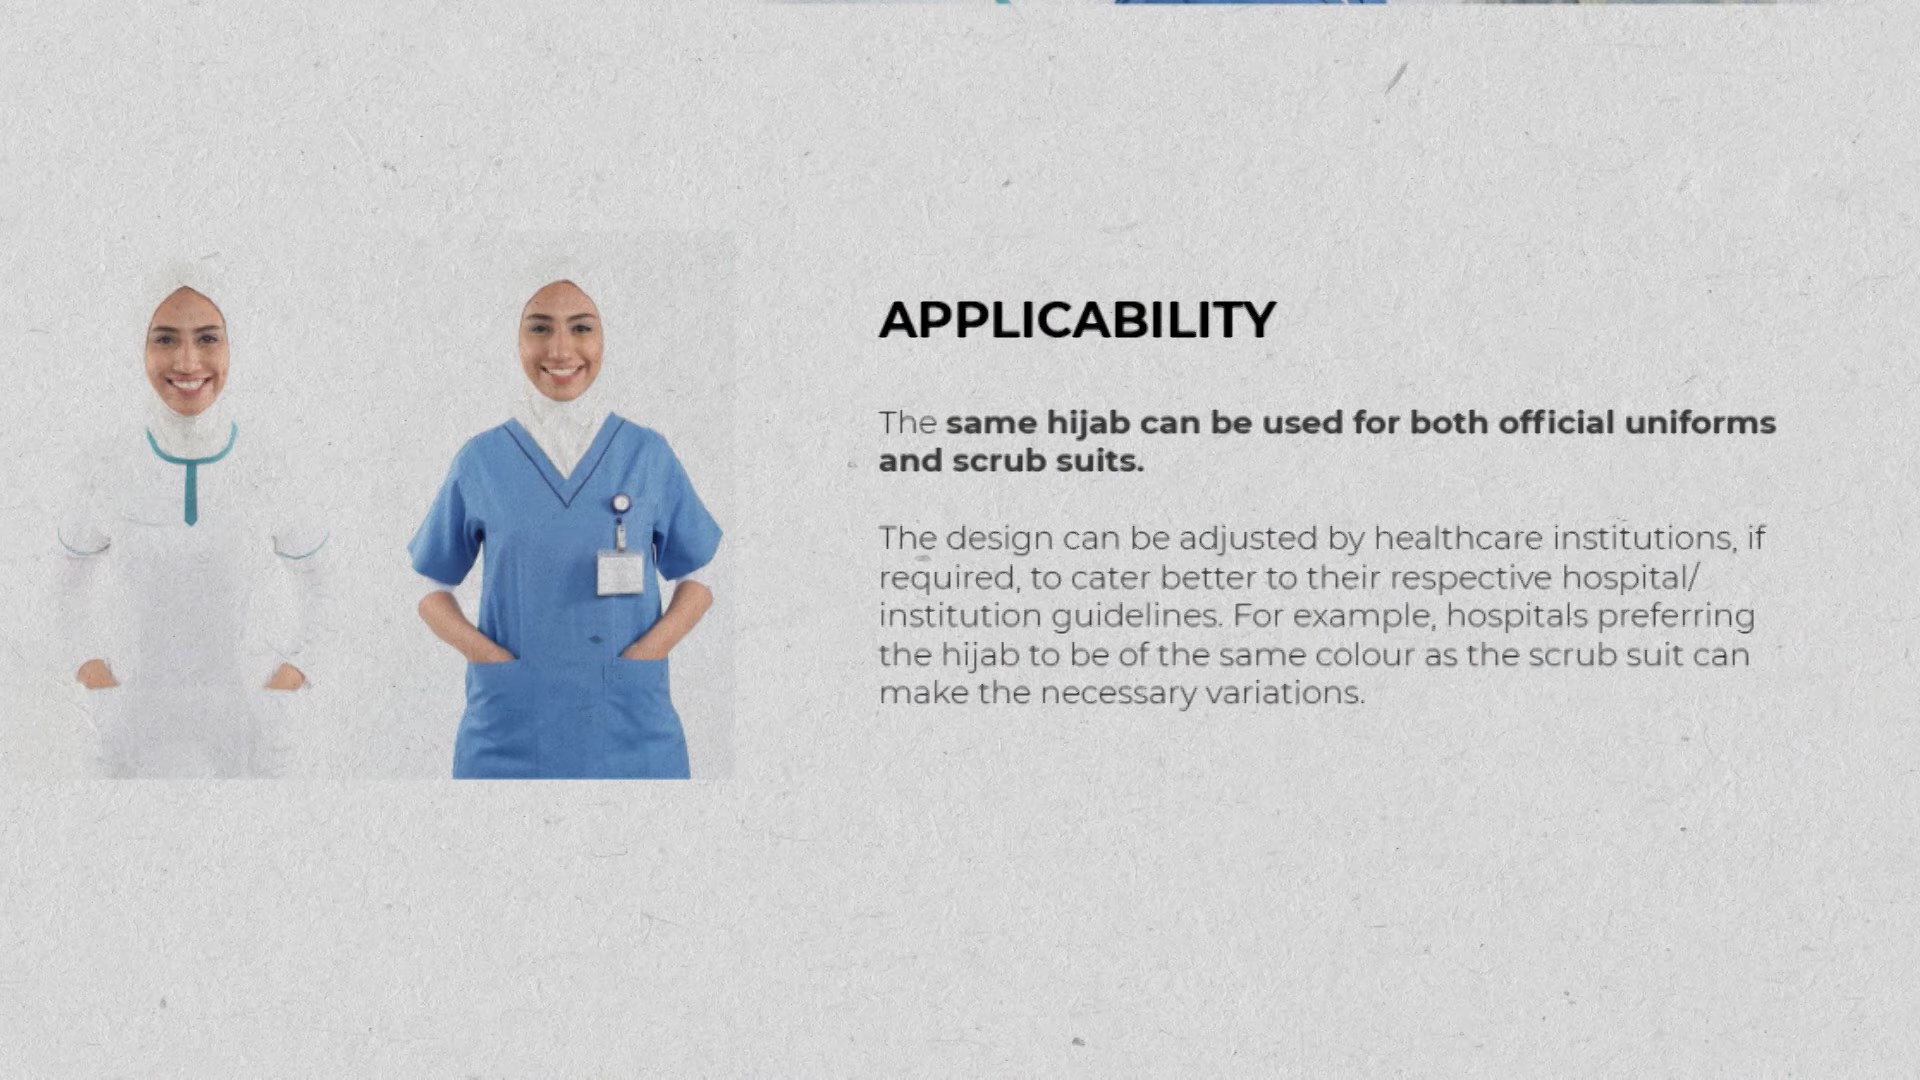 APPLICABILITY
The same hijab can be used for both official uniforms
and scrub suits.
The design can be adjusted by healthcare institutions, if
required, to cater better to their respective hospital/
institution guidelines. For example, hospitals preferring
the hijab to be of the same colour as the scrub suit can
make the necessary variations.